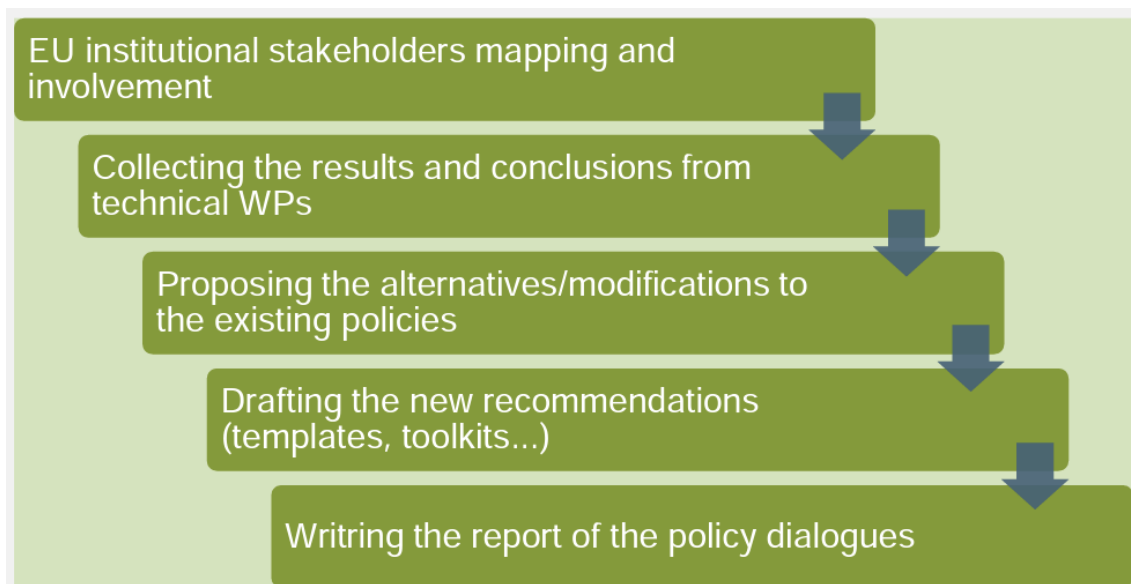 EU institutional stakeholders mapping and
involvement
Collecting the results and conclusions from
technical WPs
Proposing the alternatives/modifications to
the existing policies
Drafting the new recommendations
(templates, toolkits...)
Writring the report of the policy dialogues